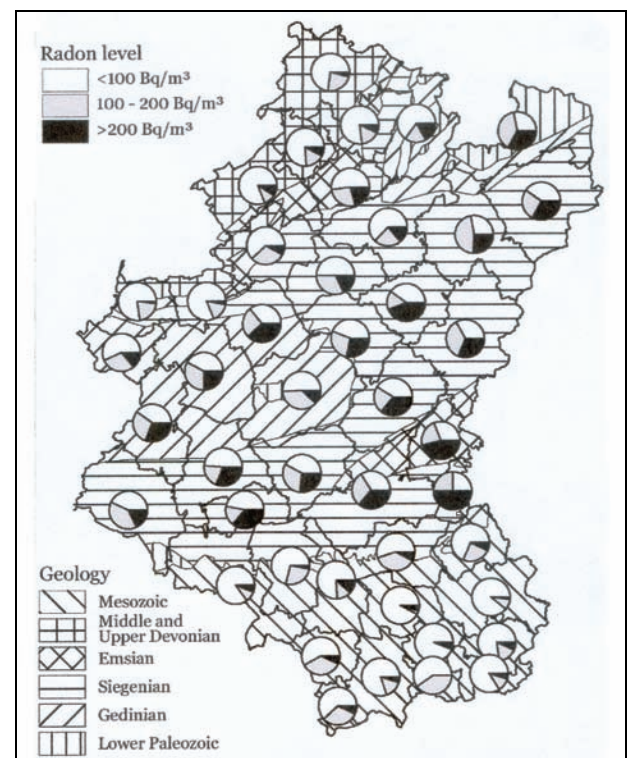 Radon level
<100 Bq/m³
100 - 200 Bq/m³
>200 Bq/m³
Geology
Mesozoic
Middle and
Upper Devonian
Emsian
Siegenian
Gedinian
Lower Paleozoic